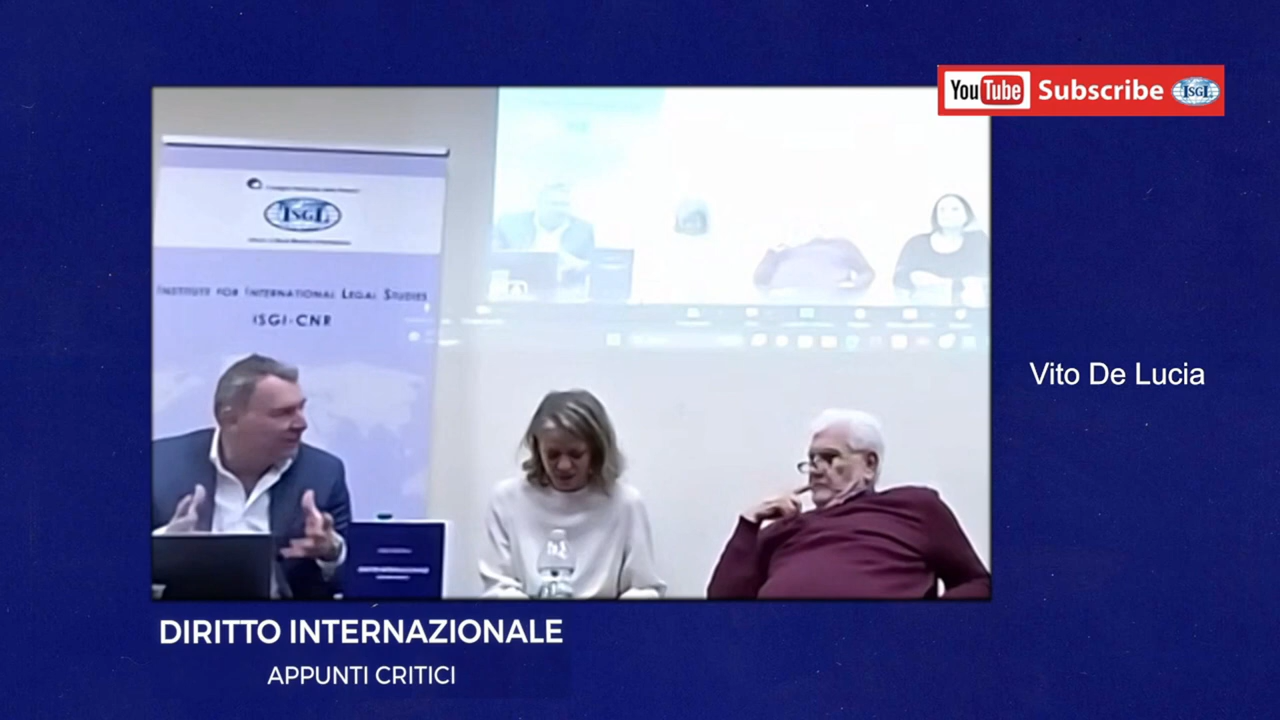 YouTube Subscribe ISGI
ISGI
INSTITUTE FOR INTERNATIONAL LEGAL STUDIES
ISGI-CNR
Vito De Lucia
DIRITTO INTERNAZIONALE
APPUNTI CRITICI